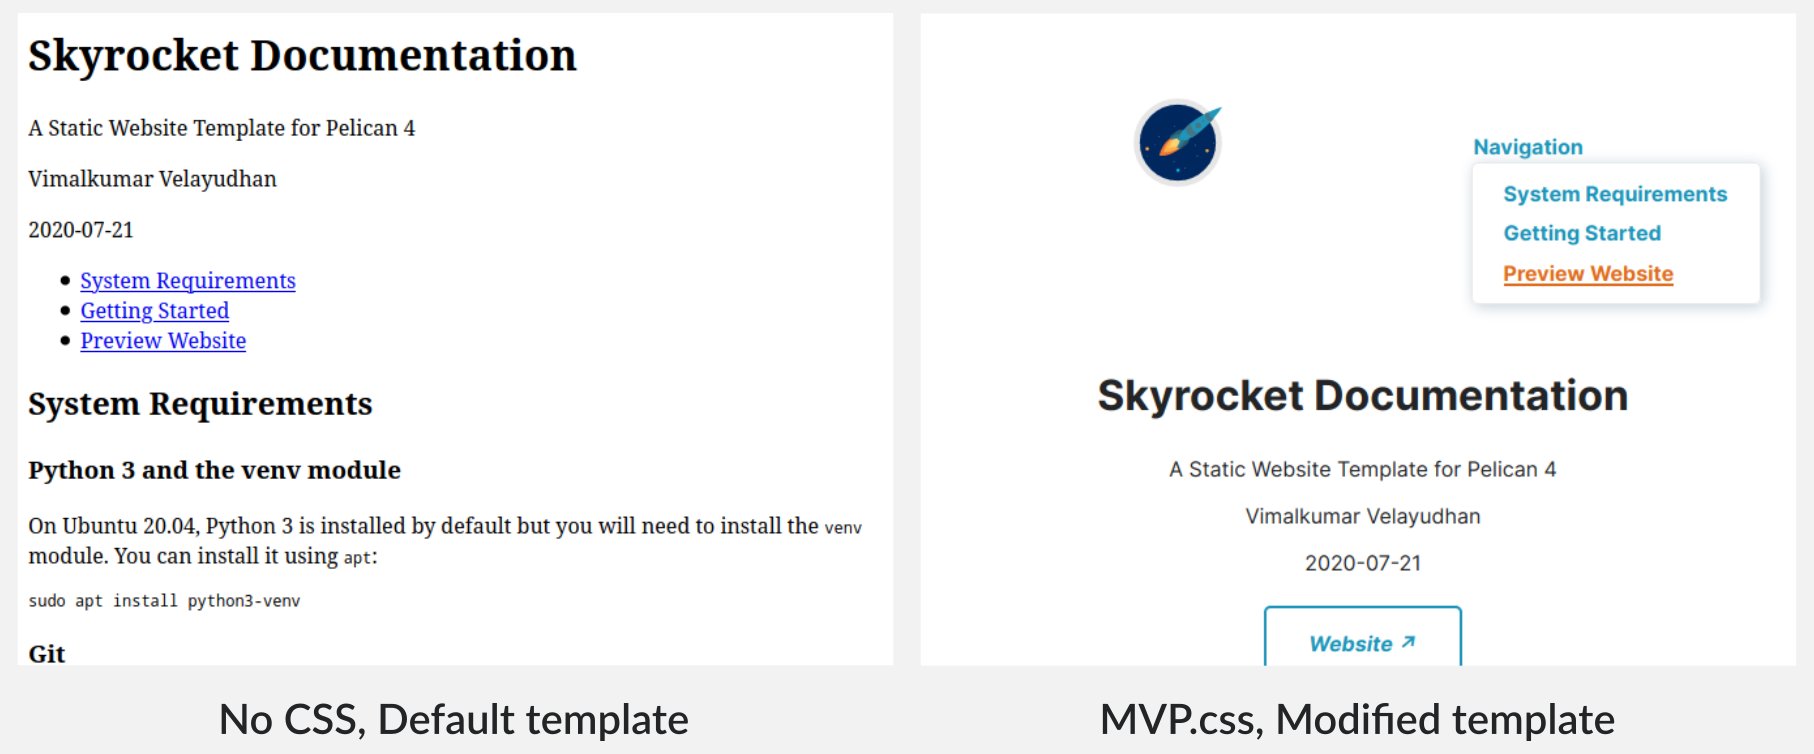 Skyrocket Documentation
A Static Website Template for Pelican 4
Vimalkumar Velayudhan
2020-07-21
System Requirements
Getting Started
Preview Website
System Requirements
Python 3 and the venv module
On Ubuntu 20.04, Python 3 is installed by default but you will need to install the venv
module. You can install it using apt:
sudo apt install python3-venv
Git
No CSS, Default template
Navigation
System Requirements
Getting Started
Preview Website
Skyrocket Documentation
A Static Website Template for Pelican 4
Vimalkumar Velayudhan
2020-07-21
Website ↗
MVP.css, Modified template